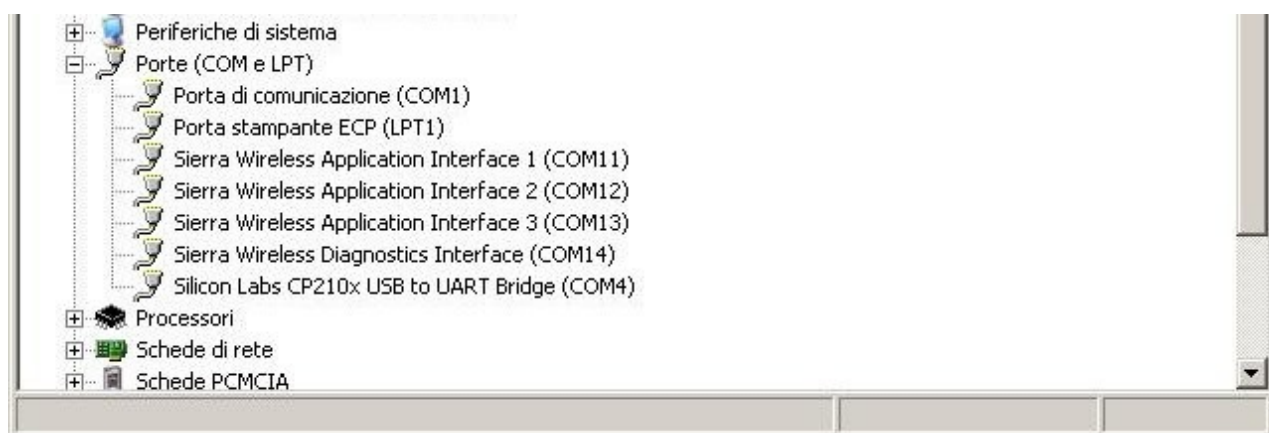 Periferiche di sistema
Porte (COM e LPT)
Porta di comunicazione (COM1)
Porta stampante ECP (LPT1)
Sierra Wireless Application Interface 1 (COM11)
Sierra Wireless Application Interface 2 (COM12)
Sierra Wireless Application Interface 3 (COM13)
Sierra Wireless Diagnostics Interface (COM14)
Silicon Labs CP210x USB to UART Bridge (COM4)
Processori
Schede di rete
Schede PCMCIA